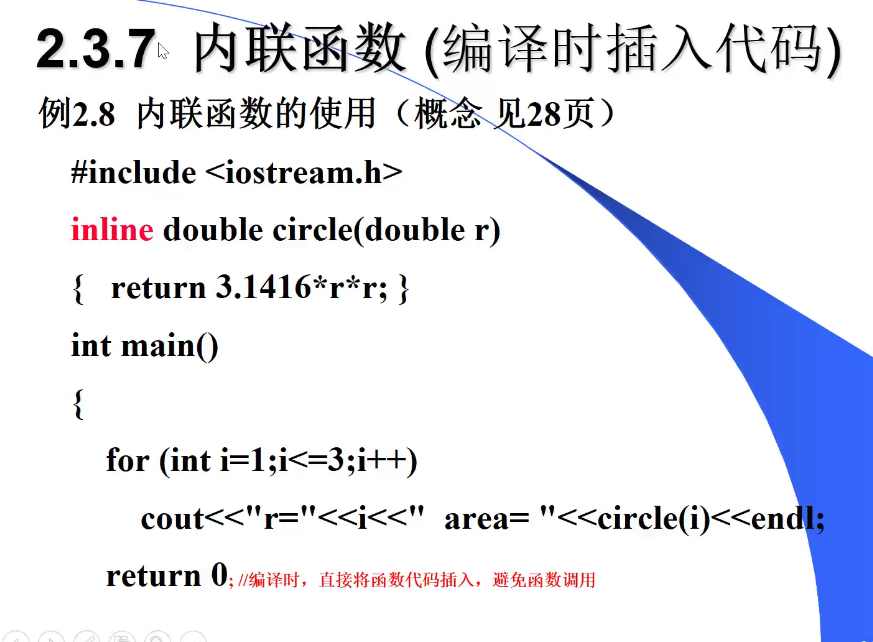 2.3.7 内联函数 (编译时插入代码)
例2.8 内联函数的使用（概念 见28页）
#include <iostream.h>
inline double circle(double r)
{ return 3.1416*r*r; }
int main()
{
for (int i=1;i<=3;i++)
cout<<"r="<<i<<" area= "<<circle(i)<<endl;
return 0; //编译时，直接将函数代码插入，避免函数调用